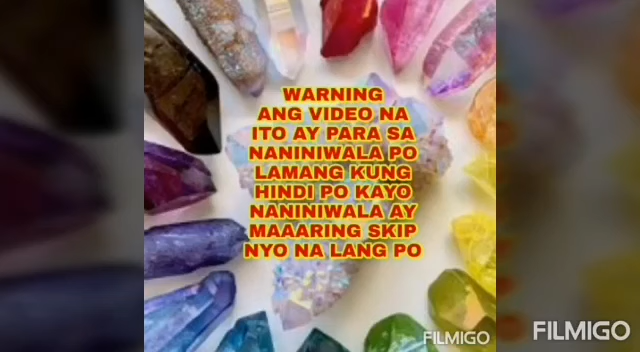 WARNING
ANG VIDEO NA
ITO AY PARA SA
NANINIWALA PO
LAMANG KUNG
HINDI PO KAYO
NANINIWALA AY
MAAARING SKIP
NYO NA LANG PO
FILMIGO
FILMIGO